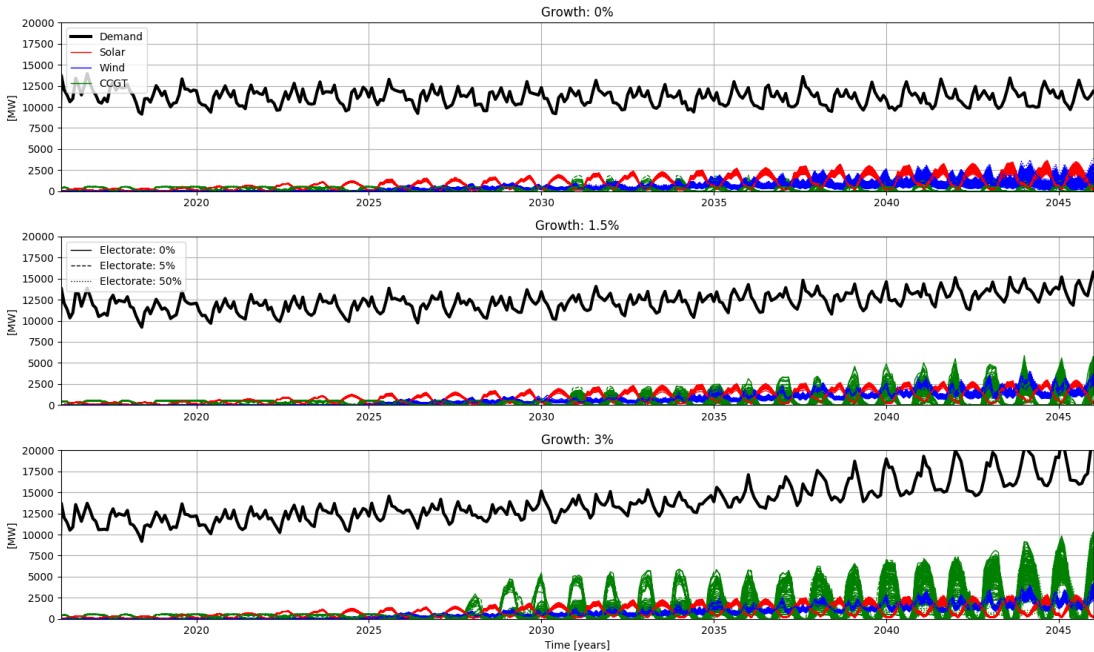 Growth: 0%
20000
17500
15000
12500
10000
7500
5000
2500
0
[MW]
Demand
Solar
Wind
CCGT
2020 2025 2030 2035 2040 2045
Growth: 1.5%
20000
17500
15000
12500
10000
7500
5000
2500
0
[MW]
Electorate: 0%
Electorate: 5%
Electorate: 50%
2020 2025 2030 2035 2040 2045
Growth: 3%
20000
17500
15000
12500
10000
7500
5000
2500
0
[MW]
2020 2025 2030 2035 2040 2045
Time [years]